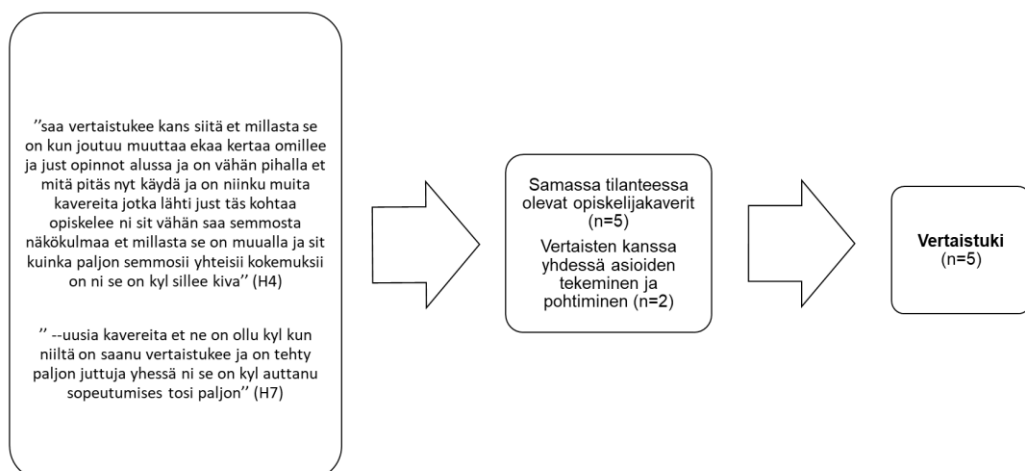 ”saa vertaistukee kans siitä et millasta se
on kun joutuu muuttaa ekaa kertaa omillee
ja just opinnot alussa ja on vähän pihalla et
mitä pitäs nyt käydä ja on niinku muita
kavereita jotka lähti just täs kohtaa
opiskelee ni sit vähän saa semmosta
näkökulmaa et millasta se on muualla ja sit
kuinka paljon semmosii yhteisii kokemuksii
on ni se on kyl sillee kiva” (H4)
” --uusia kavereita et ne on ollu kyl kun
niiltä on saanu vertaistukee ja on tehty
paljon juttuja yhessä ni se on kyl auttanu
sopeutumises tosi paljon” (H7)
Samassa tilanteessa
olevat opiskelijakaverit
(n=5)
Vertaisten kanssa
yhdessä asioiden
tekeminen ja
pohtiminen (n=2)
Vertaistuki
(n=5)